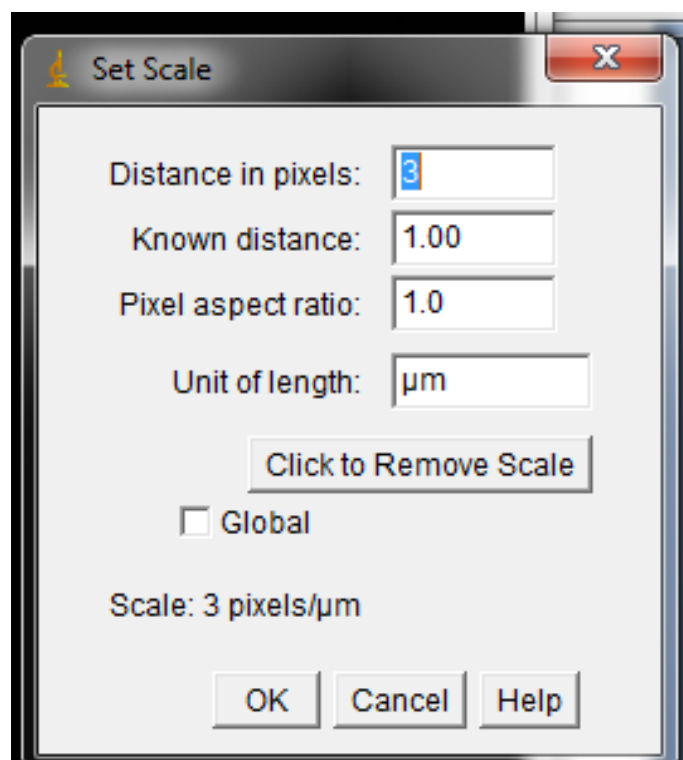 Set Scale
Distance in pixels: 3
Known distance: 1.00
Pixel aspect ratio: 1.0
Unit of length: µm
Click to Remove Scale
Global
Scale: 3 pixels/µm
OK Cancel Help